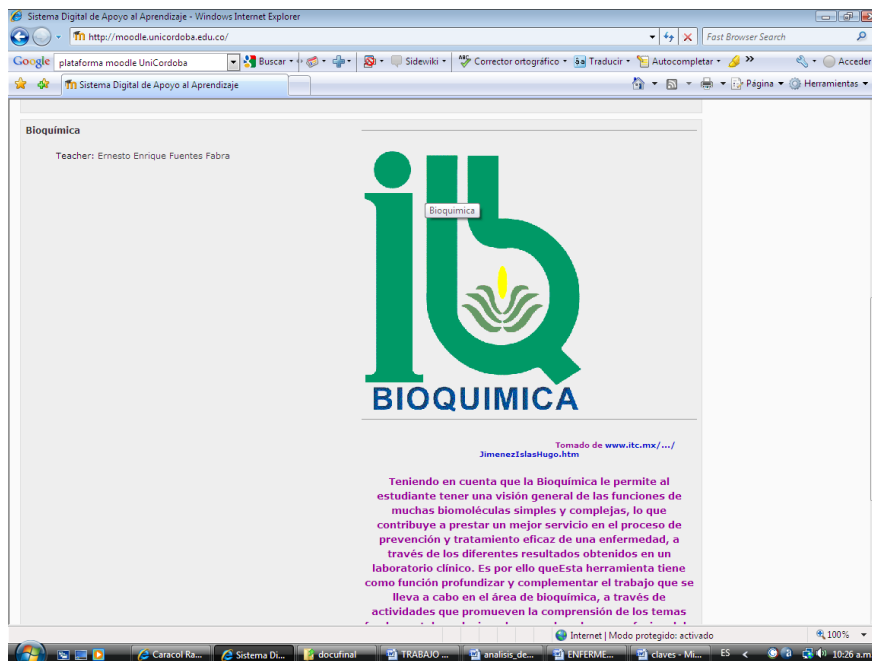 Sistema Digital de Apoyo al Aprendizaje - Windows Internet Explorer
http://moodle.unicordoba.edu.co/
Fast Browser Search
Google
plataforma moodle UniCordoba
Buscar
Sidewiki
Corrector ortográfico
Traducir
Autocompletar
Acceder
Sistema Digital de Apoyo al Aprendizaje
Página
Herramientas
Bioquímica
Teacher: Ernesto Enrique Fuentes Fabra
Bioquimica
BIOQUIMICA
Tomado de www.itc.mx/.../
JimenezIslasHugo.htm
Teniendo en cuenta que la Bioquímica le permite al
estudiante tener una visión general de las funciones de
muchas biomoléculas simples y complejas, lo que
contribuye a prestar un mejor servicio en el proceso de
prevención y tratamiento eficaz de una enfermedad, a
través de los diferentes resultados obtenidos en un
laboratorio clínico. Es por ello queEsta herramienta tiene
como función profundizar y complementar el trabajo que se
lleva a cabo en el área de bioquímica, a través de
actividades que promueven la comprensión de los temas
Internet | Modo protegido: activado
100%
Caracol Ra...
Sistema Di...
docufinal
TRABAJO ...
analisis_de...
ENFERME...
claves - Mi...
ES
10:26 a.m.